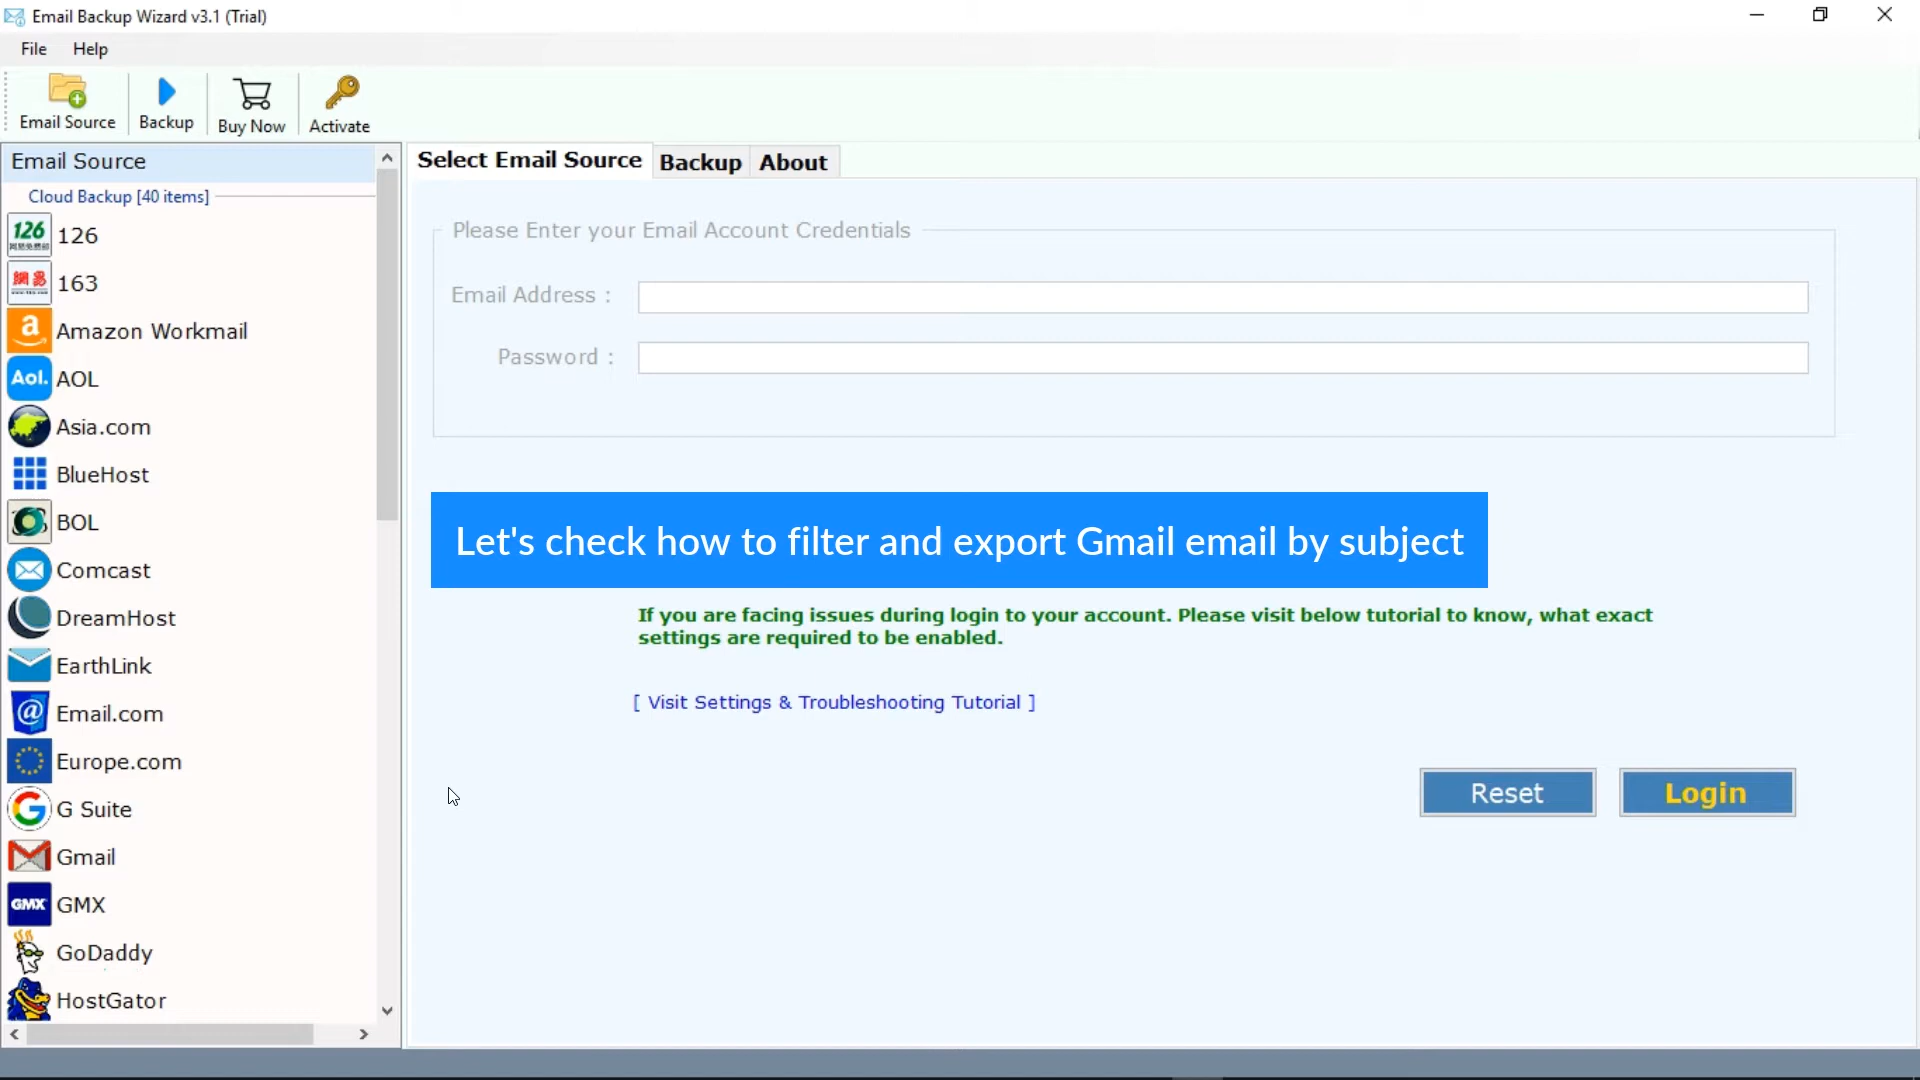 Email Backup Wizard v3.1 (Trial)
File Help
Email Source Backup Buy Now Activate
Email Source
Cloud Backup [40 items]
126 126
163
a Amazon Workmail
Aol. AOL
Asia.com
BlueHost
BOL
Comcast
DreamHost
EarthLink
@ Email.com
Europe.com
G G Suite
Gmail
GMX GMX
GoDaddy
HostGator
Select Email Source Backup About
Please Enter your Email Account Credentials
Email Address :
Password :
Let's check how to filter and export Gmail email by subject
If you are facing issues during login to your account. Please visit below tutorial to know, what exact
settings are required to be enabled.
[ Visit Settings & Troubleshooting Tutorial ]
Reset Login